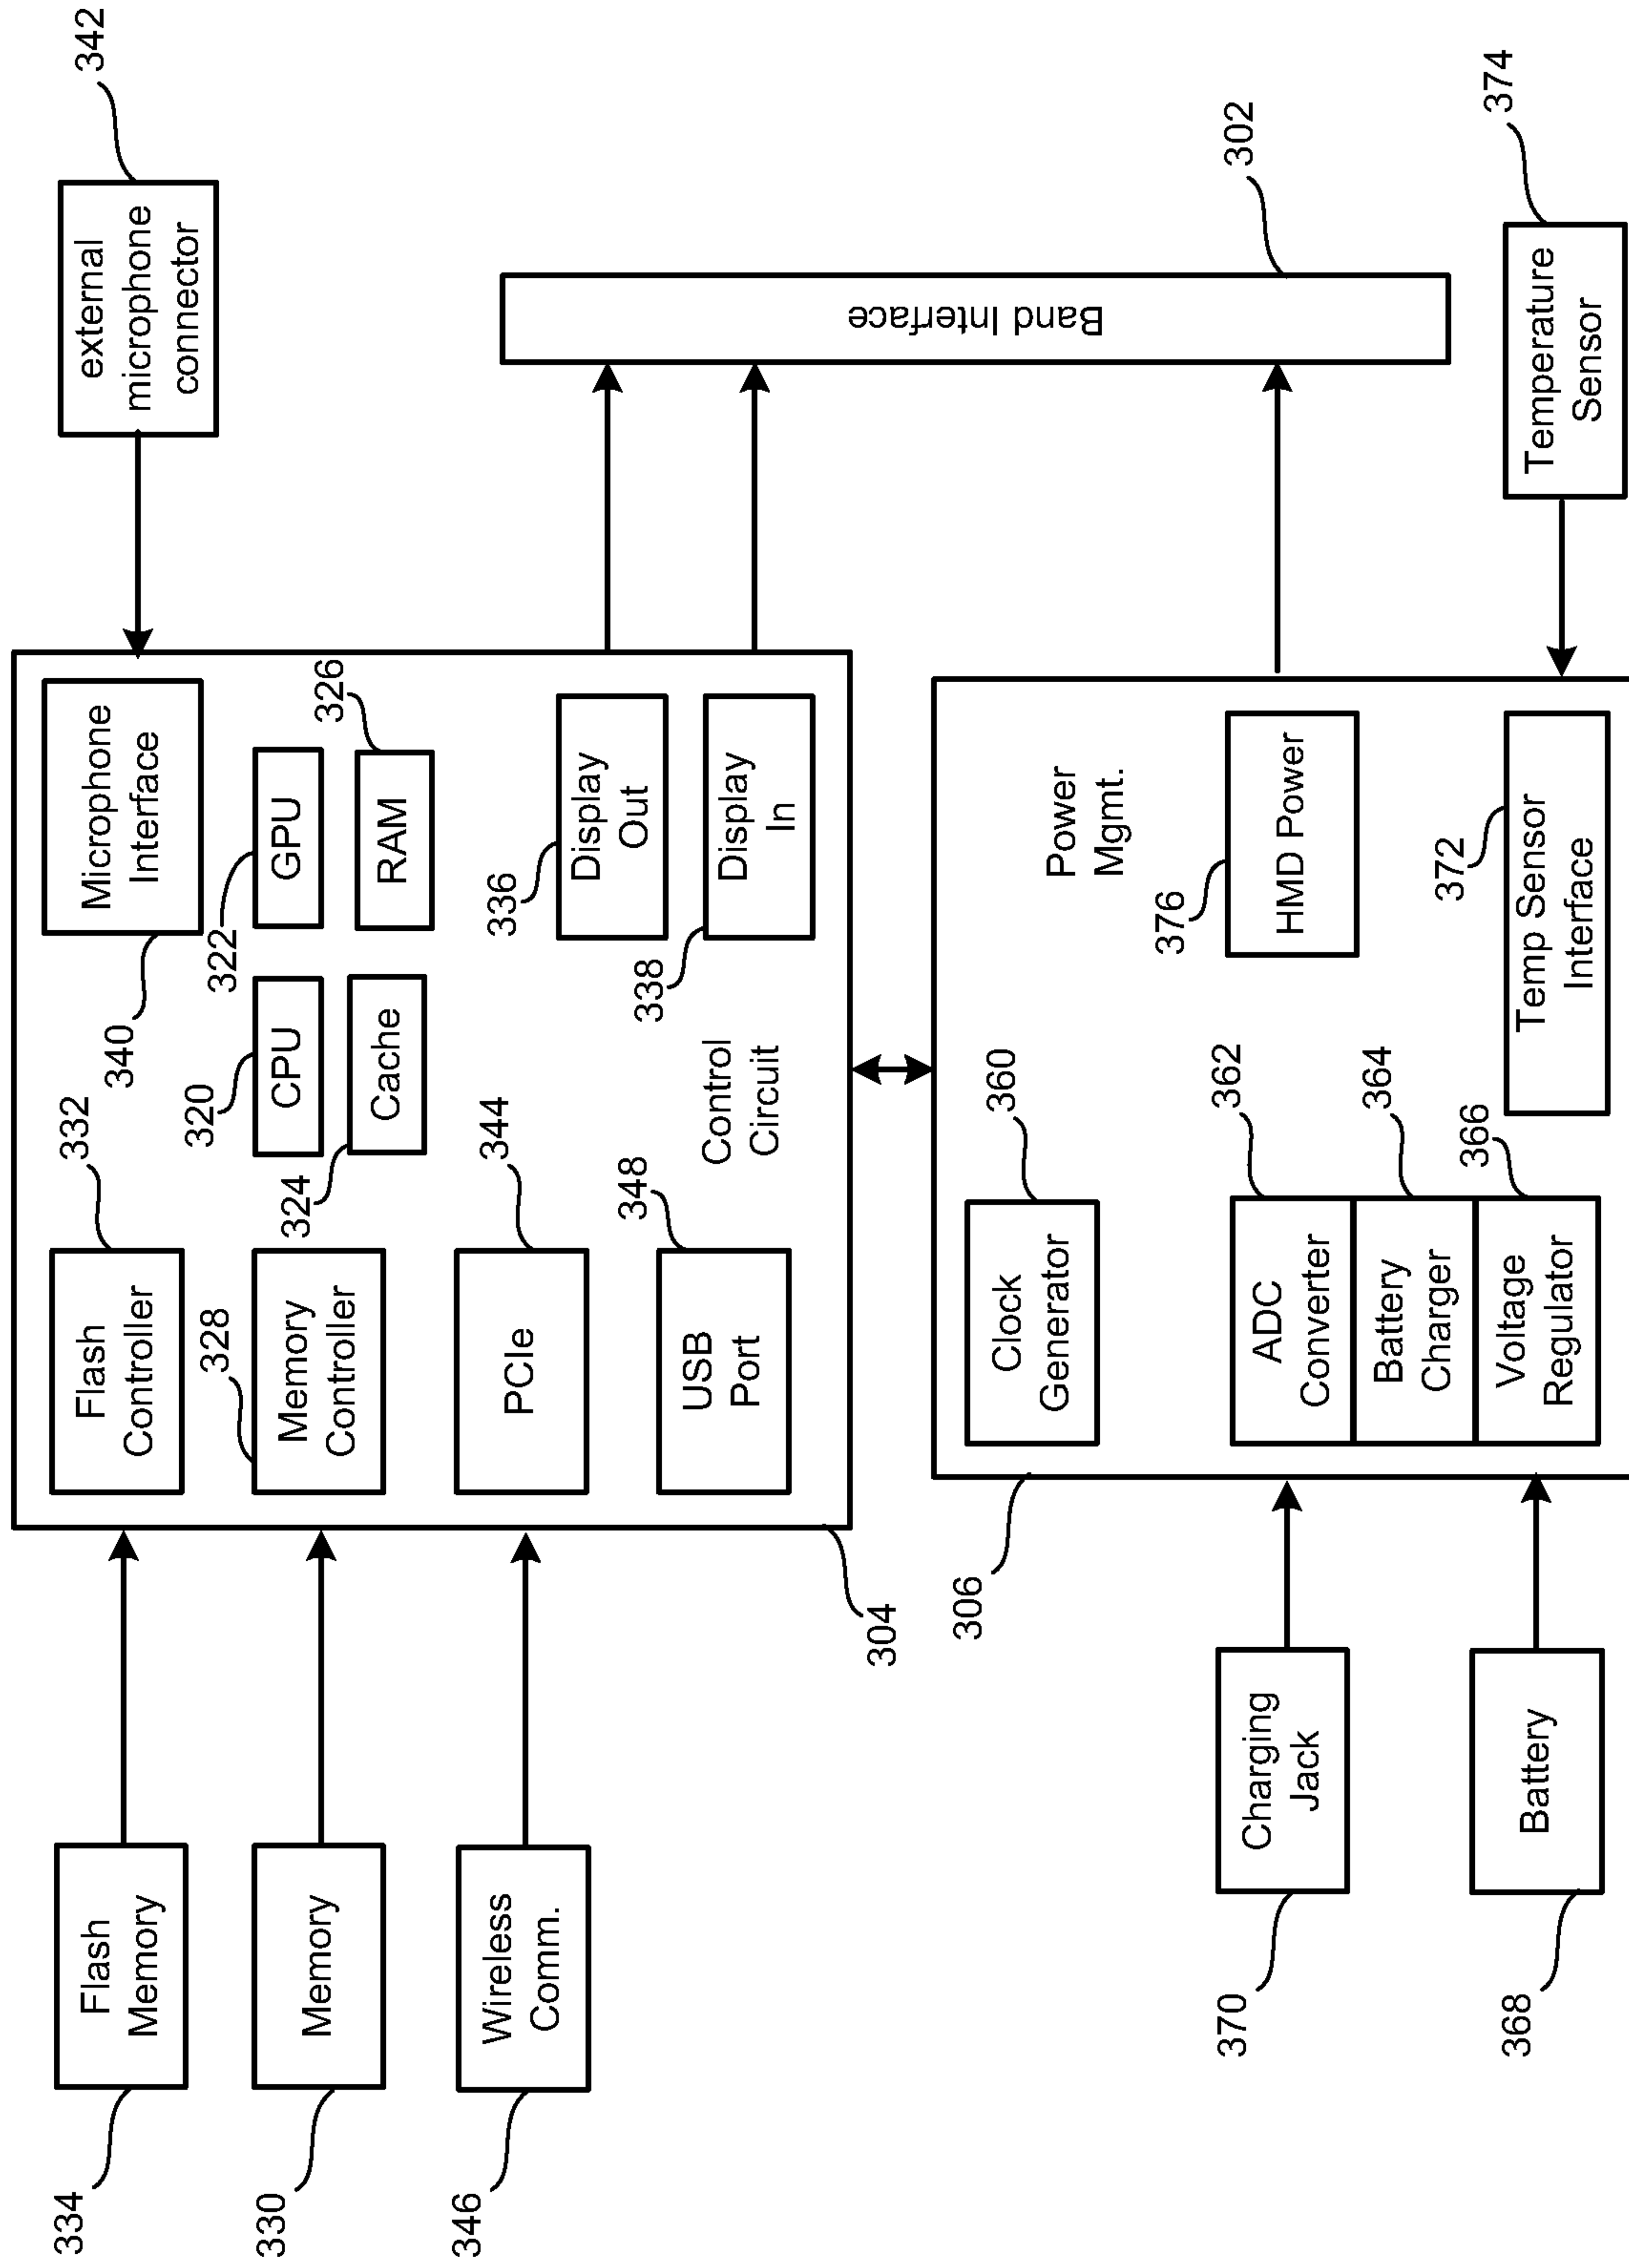 334
Flash
Memory
330
Memory
346
Wireless
Comm.
304
332
Flash
Controller
328
Memory
Controller
344
PCIe
348
USB
Port
340
Microphone
Interface
320
CPU
322
GPU
324
Cache
326
RAM
336
Display
Out
338
Display
In
Control
Circuit
342
external
microphone
connector
302
Band Interface
306
360
Clock
Generator
362
ADC
Converter
364
Battery
Charger
366
Voltage
Regulator
Power
Mgmt.
376
HMD Power
372
Temp Sensor
Interface
370
Charging
Jack
368
Battery
374
Temperature
Sensor